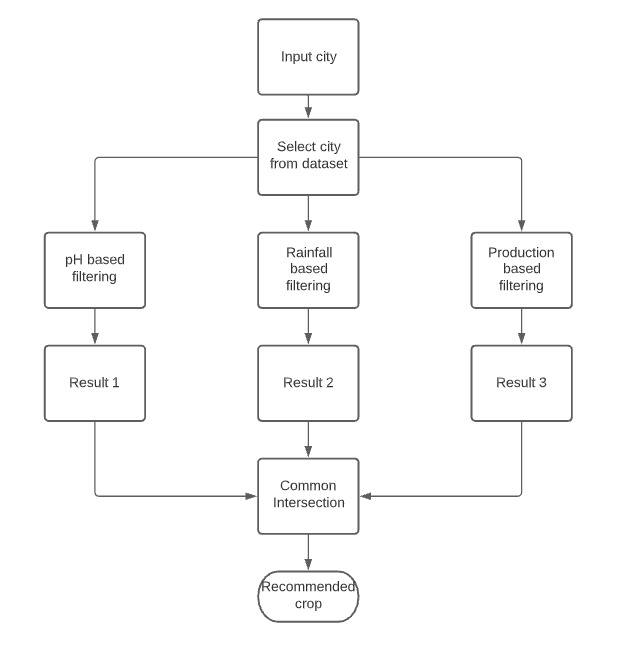 Input city
Select city
from dataset
pH based
filtering
Rainfall
based
filtering
Production
based
filtering
Result 1
Result 2
Result 3
Common
Intersection
Recommended
crop